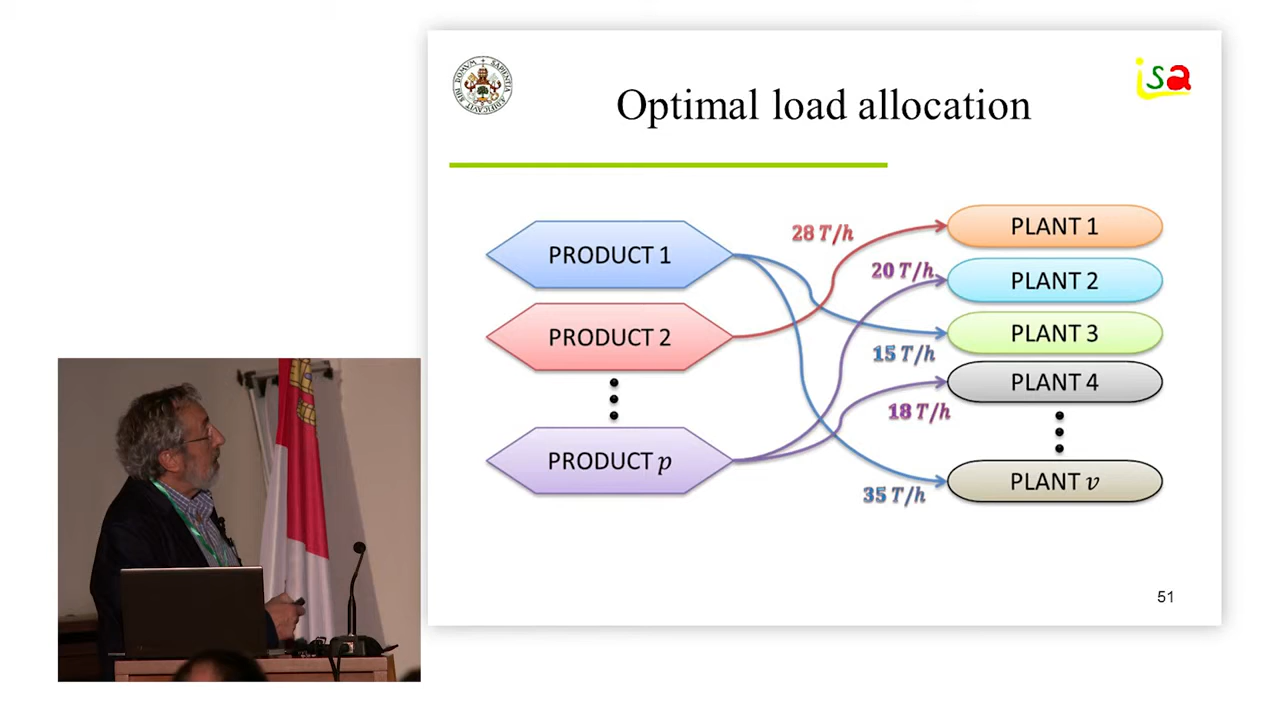 Optimal load allocation
isa
PRODUCT 1
PRODUCT 2
PRODUCT p
28 T/h
20 T/h
15 T/h
18 T/h
35 T/h
PLANT 1
PLANT 2
PLANT 3
PLANT 4
PLANT v
51